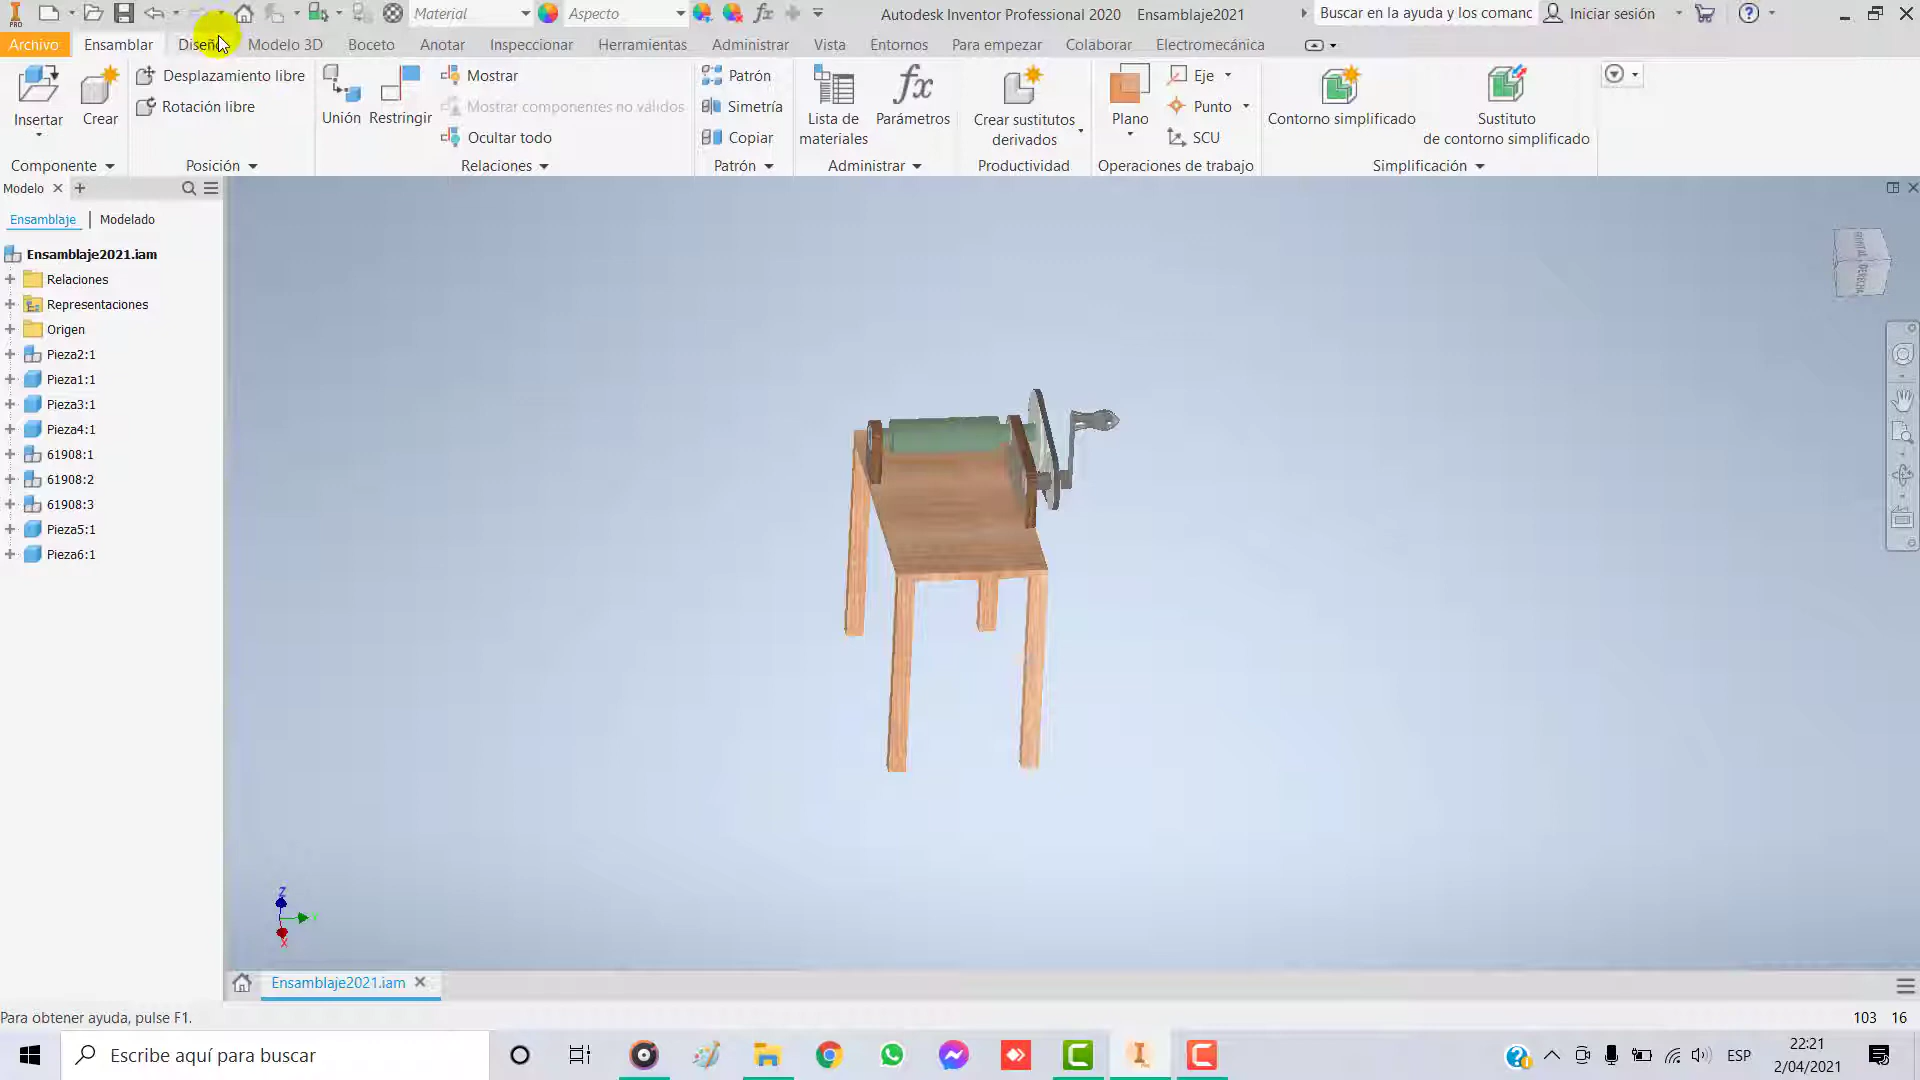 PRO
Material
Aspecto
Autodesk Inventor Professional 2020 Ensamblaje2021
Buscar en la ayuda y los comanc
Iniciar sesión
Archivo Ensamblar Diseño Modelo 3D Boceto Anotar Inspeccionar Herramientas Administrar Vista Entornos Para empezar Colaborar Electromecánica
Insertar
Crear
Desplazamiento libre
Rotación libre
Unión
Restringir
Mostrar
Mostrar componentes no válidos
Ocultar todo
Patrón
Simetría
Copiar
Lista de
materiales
Parámetros
Crear sustitutos
derivados
Plano
Eje
Punto
SCU
Contorno simplificado
Sustituto
de contorno simplificado
Componente Posición Relaciones Patrón Administrar Productividad Operaciones de trabajo Simplificación
Modelo
Ensamblaje | Modelado
Ensamblaje2021.iam
Relaciones
Representaciones
Origen
Pieza2:1
Pieza1:1
Pieza3:1
Pieza4:1
61908:1
61908:2
61908:3
Pieza5:1
Pieza6:1
Z
X
Ensamblaje2021.iam
Para obtener ayuda, pulse F1.
103 16
Escribe aquí para buscar
ESP
22:21
2/04/2021